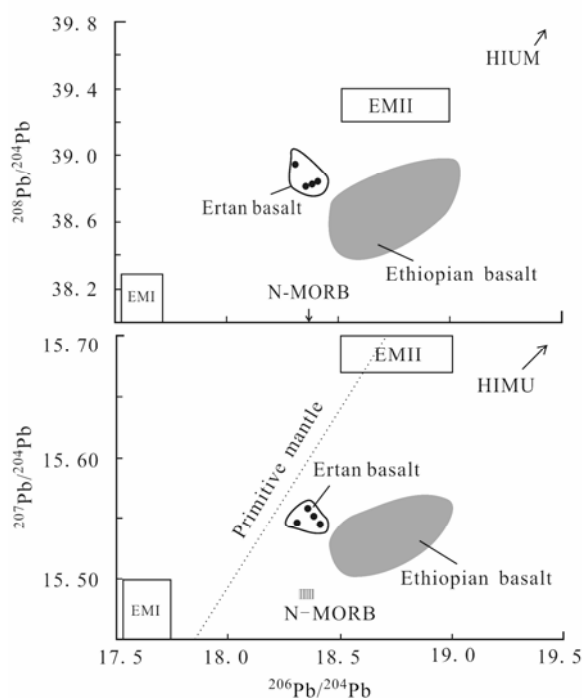 39.8
HIUM
39.4
EMII
39.0
208Pb/204Pb
Ertan basalt
38.6
Ethiopian basalt
N-MORB
38.2
EMI
15.70
EMII
HIMU
Primitive mantle
15.60
Ertan basalt
207Pb/204Pb
15.50
Ethiopian basalt
EMI
N-MORB
17.5 18.0 18.5 19.0 19.5
206Pb/204Pb